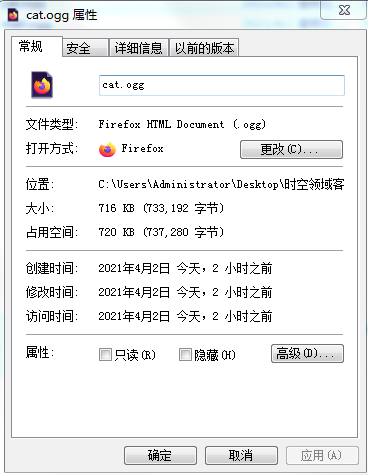 cat.ogg 属性
常规 安全 详细信息 以前的版本
cat.ogg
文件类型: Firefox HTML Document (.ogg)
打开方式: Firefox 更改(C)...
位置: C:\Users\Administrator\Desktop\时空领域客
大小: 716 KB (733,192 字节)
占用空间: 720 KB (737,280 字节)
创建时间: 2021年4月2日 今天，2 小时之前
修改时间: 2021年4月2日 今天，2 小时之前
访问时间: 2021年4月2日 今天，2 小时之前
属性: 只读(R) 隐藏(H) 高级(D)...
确定 取消 应用(A)